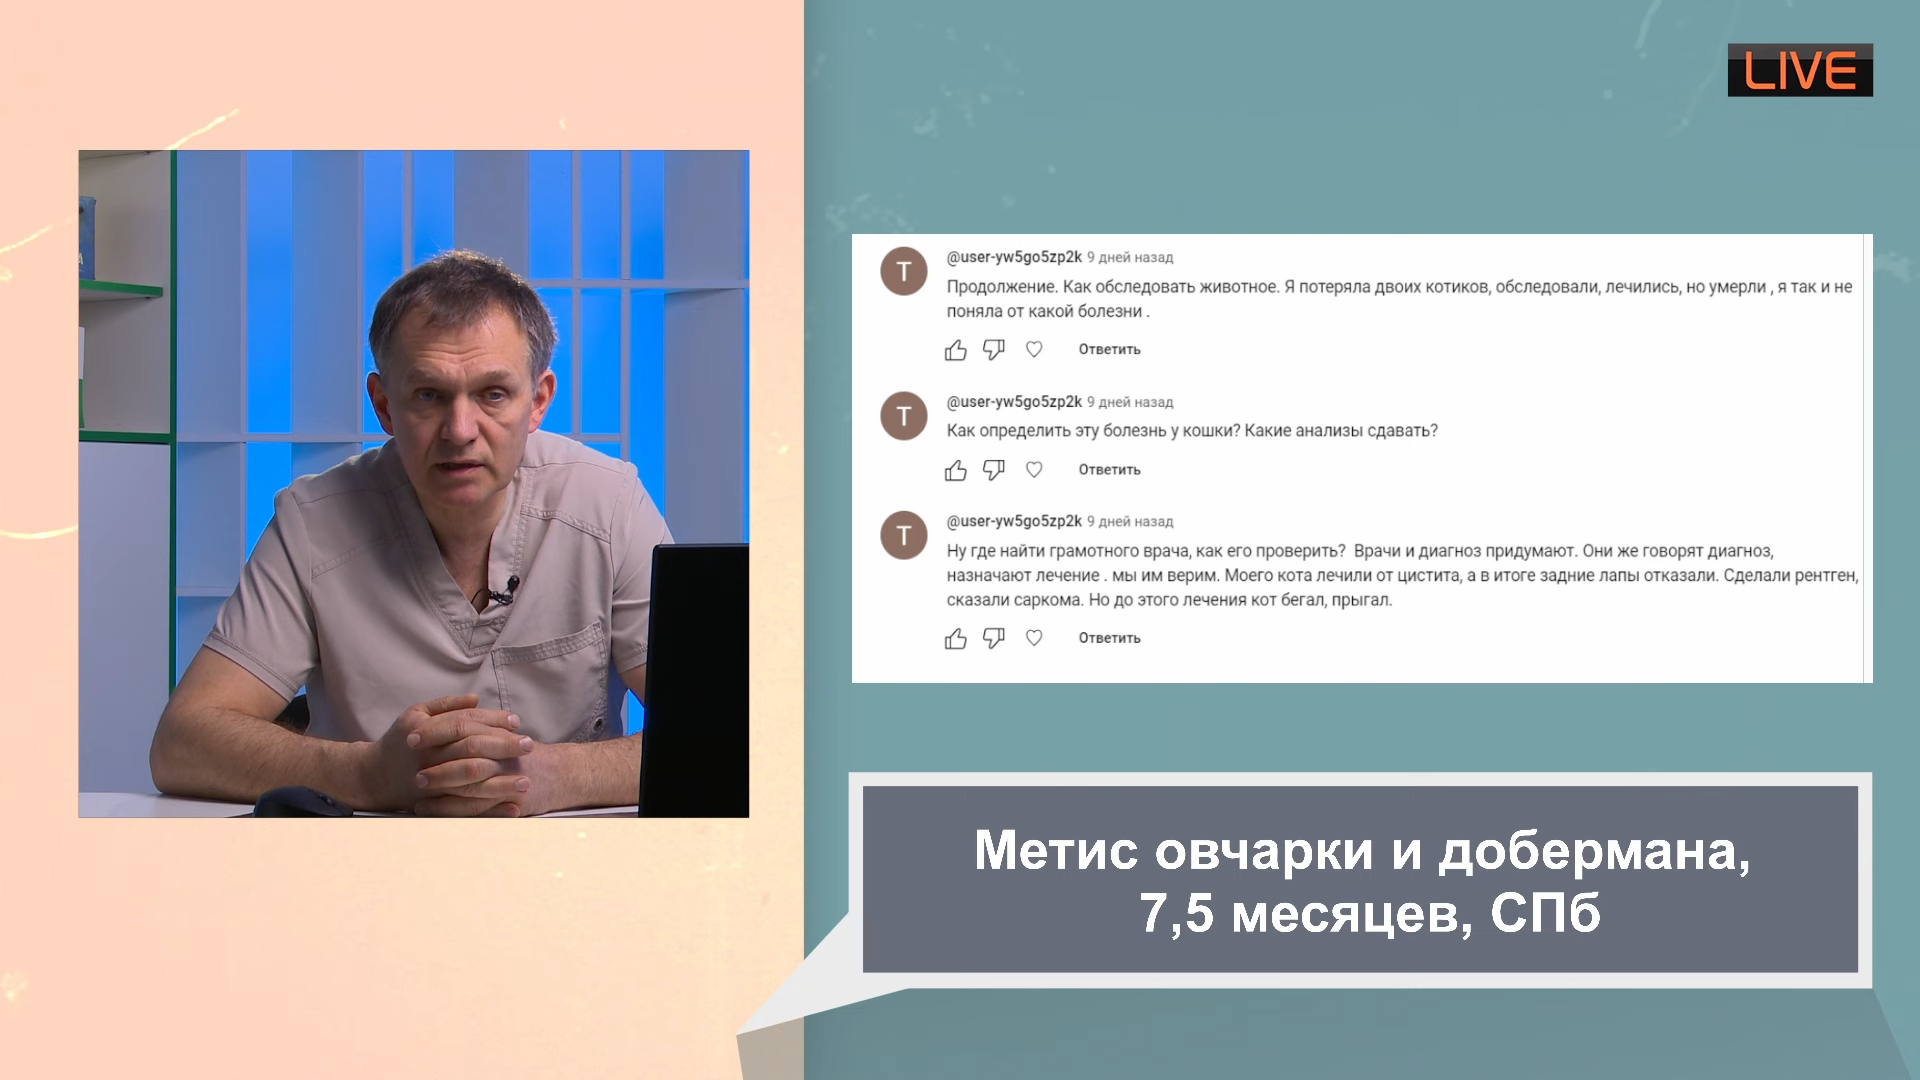 LIVE
T
@user-yw5go5zp2k 9 дней назад
Продолжение. Как обследовать животное. Я потеряла двоих котиков, обследовали, лечились, но умерли , я так и не
поняла от какой болезни .
Ответить
T
@user-yw5go5zp2k 9 дней назад
Как определить эту болезнь у кошки? Какие анализы сдавать?
Ответить
T
@user-yw5go5zp2k 9 дней назад
Ну где найти грамотного врача, как его проверить? Врачи и диагноз придумают. Они же говорят диагноз,
назначают лечение . мы им верим. Моего кота лечили от цистита, а в итоге задние лапы отказали. Сделали рентген,
сказали саркома. Но до этого лечения кот бегал, прыгал.
Ответить
Метис овчарки и добермана,
7,5 месяцев, СПб